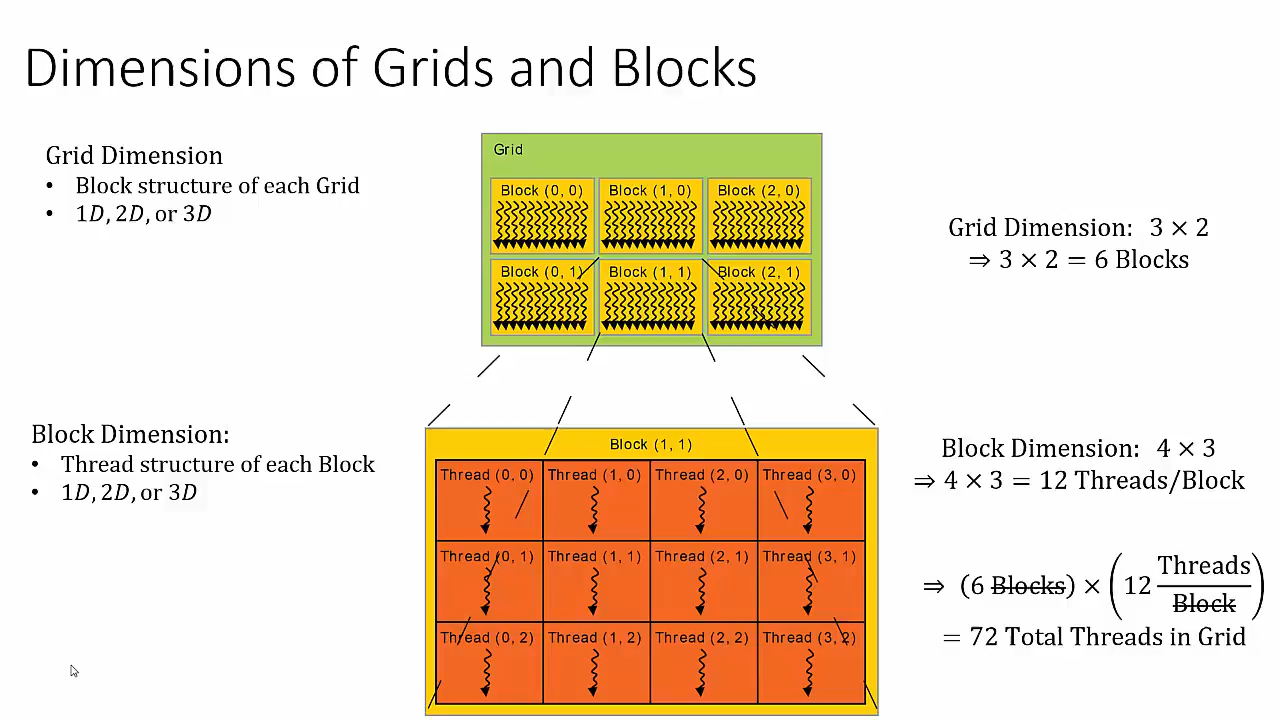 Dimensions of Grids and Blocks
Grid Dimension
• Block structure of each Grid
• 1D, 2D, or 3D
Grid
Block (0, 0) Block (1, 0) Block (2, 0)
Block (0, 1) Block (1, 1) Block (2, 1)
Grid Dimension: 3 × 2
⇒ 3 × 2 = 6 Blocks
Block Dimension:
• Thread structure of each Block
• 1D, 2D, or 3D
Block (1, 1)
Thread (0, 0) Thread (1, 0) Thread (2, 0) Thread (3, 0)
Thread (0, 1) Thread (1, 1) Thread (2, 1) Thread (3, 1)
Thread (0, 2) Thread (1, 2) Thread (2, 2) Thread (3, 2)
Block Dimension: 4 × 3
⇒ 4 × 3 = 12 Threads/Block
⇒ (6 Blocks) × (12 Threads/Block)
= 72 Total Threads in Grid